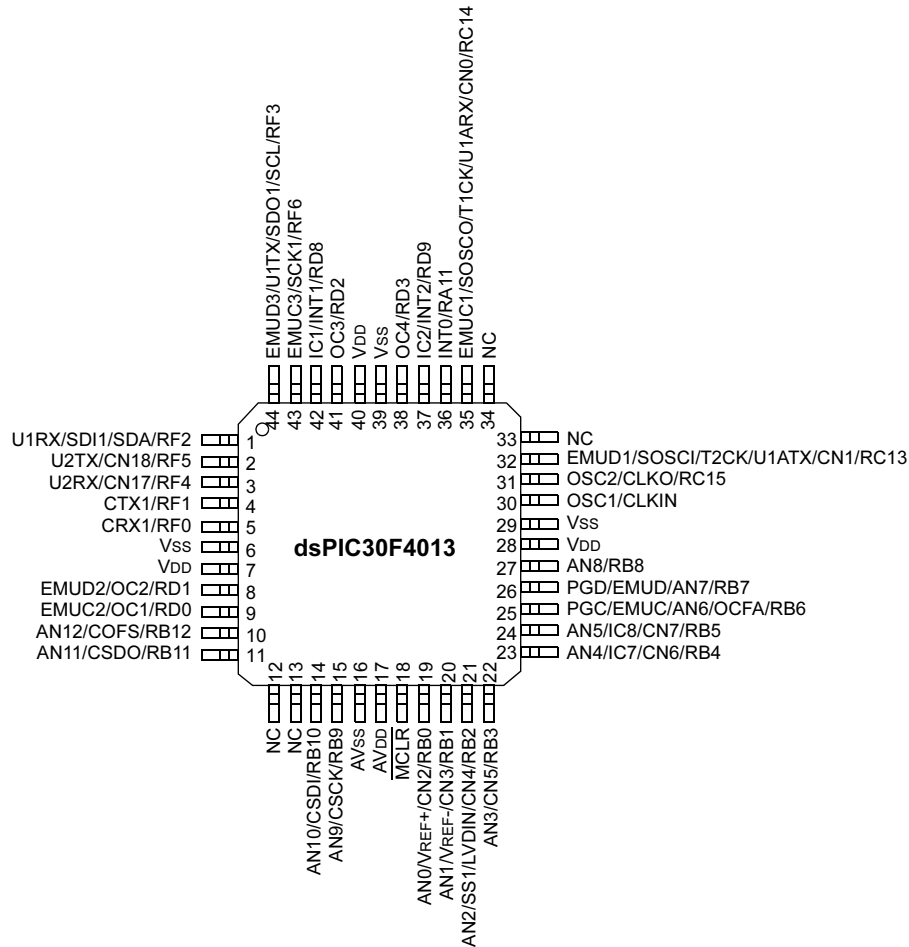 EMUD3/U1TX/SDO1/SCL/RF3
EMUC3/SCK1/RF6
IC1/INT1/RD8
OC3/RD2
VDD
VSS
OC4/RD3
IC2/INT2/RD9
INT0/RA11
EMUC1/SOSCO/T1CK/U1ARX/CN0/RC14
NC
44
43
42
41
40
39
38
37
36
35
34
U1RX/SDI1/SDA/RF2 1
U2TX/CN18/RF5 2
U2RX/CN17/RF4 3
CTX1/RF1 4
CRX1/RF0 5
VSS 6
VDD 7
EMUD2/OC2/RD1 8
EMUC2/OC1/RD0 9
AN12/COFS/RB12 10
AN11/CSDO/RB11 11
dsPIC30F4013
33 NC
32 EMUD1/SOSCI/T2CK/U1ATX/CN1/RC13
31 OSC2/CLKO/RC15
30 OSC1/CLKIN
29 VSS
28 VDD
27 AN8/RB8
26 PGD/EMUD/AN7/RB7
25 PGC/EMUC/AN6/OCFA/RB6
24 AN5/IC8/CN7/RB5
23 AN4/IC7/CN6/RB4
12
13
14
15
16
17
18
19
20
21
22
NC
NC
AN10/CSDI/RB10
AN9/CSCK/RB9
AVSS
AVDD
MCLR
AN0/VREF+/CN2/RB0
AN1/VREF-/CN3/RB1
AN2/SS1/LVDIN/CN4/RB2
AN3/CN5/RB3